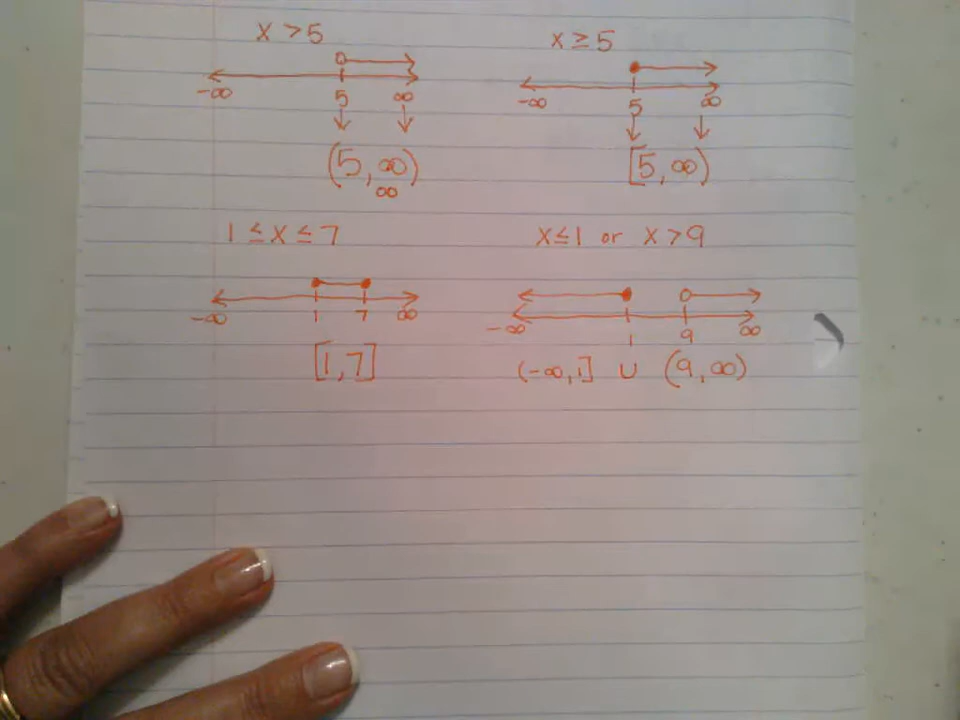 x > 5
-∞ 5 ∞
(5, ∞)
∞
x ≥ 5
-∞ 5 ∞
[5, ∞)
1 ≤ x ≤ 7
-∞ 1 7 ∞
[1, 7]
x ≤ 1 or x > 9
-∞ 1 9 ∞
(-∞, 1] ∪ (9, ∞)